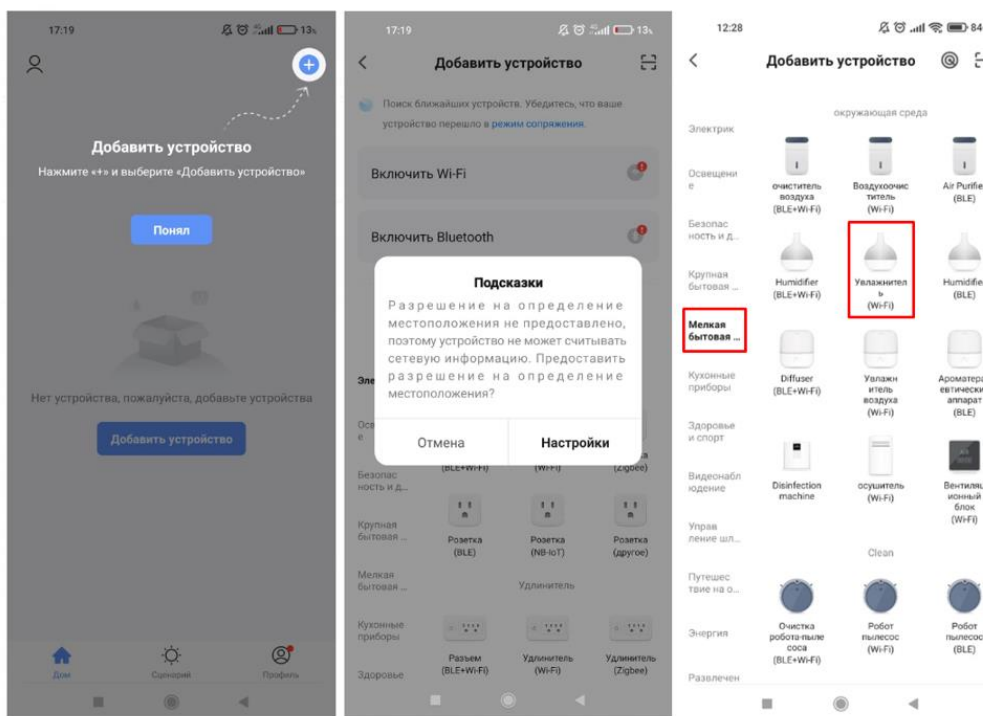 17:19
13%
Добавить устройство
Нажмите «+» и выберите «Добавить устройство»
Понял
Нет устройства, пожалуйста, добавьте устройства
Добавить устройство
Дом
Сценарий
Профиль
17:19
13%
Добавить устройство
Поиск ближайших устройств. Убедитесь, что ваше
устройство перешло в режим сопряжения.
Включить Wi-Fi
Включить Bluetooth
Подсказки
Разрешение на определение
местоположения не предоставлено,
поэтому устройство не может считывать
сетевую информацию. Предоставить
разрешение на определение
местоположения?
Отмена
Настройки
(BLE+Wi-Fi)
(Wi-Fi)
(Zigbee)
Безопас
ность и д...
Крупная
бытовая ...
Розетка
(BLE)
Розетка
(NB-IoT)
Розетка
(другое)
Мелкая
бытовая ...
Удлинитель
Кухонные
приборы
Разъем
(BLE+Wi-Fi)
Удлинитель
(Wi-Fi)
Удлинитель
(Zigbee)
Здоровье
12:28
84
Добавить устройство
окружающая среда
Электрик
Освещени
е
Безопас
ность и д...
Крупная
бытовая ...
Мелкая
бытовая ...
Кухонные
приборы
Здоровье
и спорт
Видеонабл
юдение
Управ
ление шл...
Путешес
твие на о...
Энергия
Развлечен
очиститель
воздуха
(BLE+Wi-Fi)
Воздухоочис
титель
(Wi-Fi)
Air Purifie
(BLE)
Humidifier
(BLE+Wi-Fi)
Увлажнител
ь
(Wi-Fi)
Humidifie
(BLE)
Diffuser
(BLE+Wi-Fi)
Увлажн
итель
воздуха
(Wi-Fi)
Ароматера
евтически
аппарат
(BLE)
Disinfection
machine
осушитель
(Wi-Fi)
Вентиляц
ионный
блок
(Wi-Fi)
Clean
Очистка
робота-пыле
соса
(BLE+Wi-Fi)
Робот
пылесос
(Wi-Fi)
Робот
пылесос
(BLE)